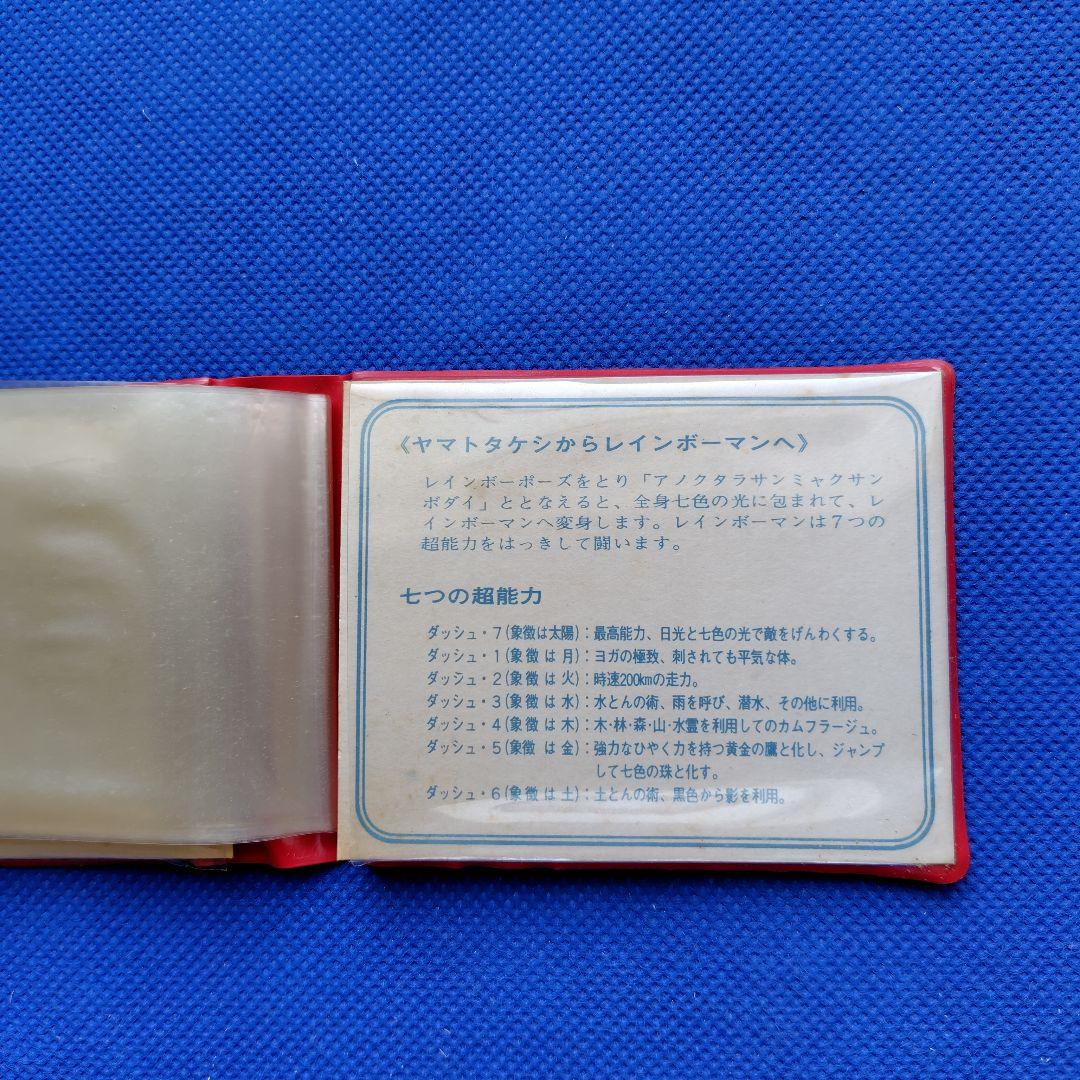 《ヤマトタケシからレインボーマンへ》
レインボーポーズをとり「アノクタラサンミャクサン
ボダイ」ととなえると、全身七色の光に包まれて、レ
インボーマンへ変身します。レインボーマンは7つの
超能力をはっきして闘います。
七つの超能力
ダッシュ・7(象徴は太陽):最高能力、日光と七色の光で敵をげんわくする。
ダッシュ・1(象徴は月):ヨガの極致、刺されても平気な体。
ダッシュ・2(象徴は火):時速200kmの走力。
ダッシュ・3(象徴は水):水とんの術、雨を呼び、潜水、その他に利用。
ダッシュ・4(象徴は木):木・林・森・山・水霊を利用してのカムフラージュ。
ダッシュ・5(象徴は金):強力なひやく力を持つ黄金の鷹と化し、ジャンプ
して七色の珠と化す。
ダッシュ・6(象徴は土):土とんの術、黒色から影を利用。